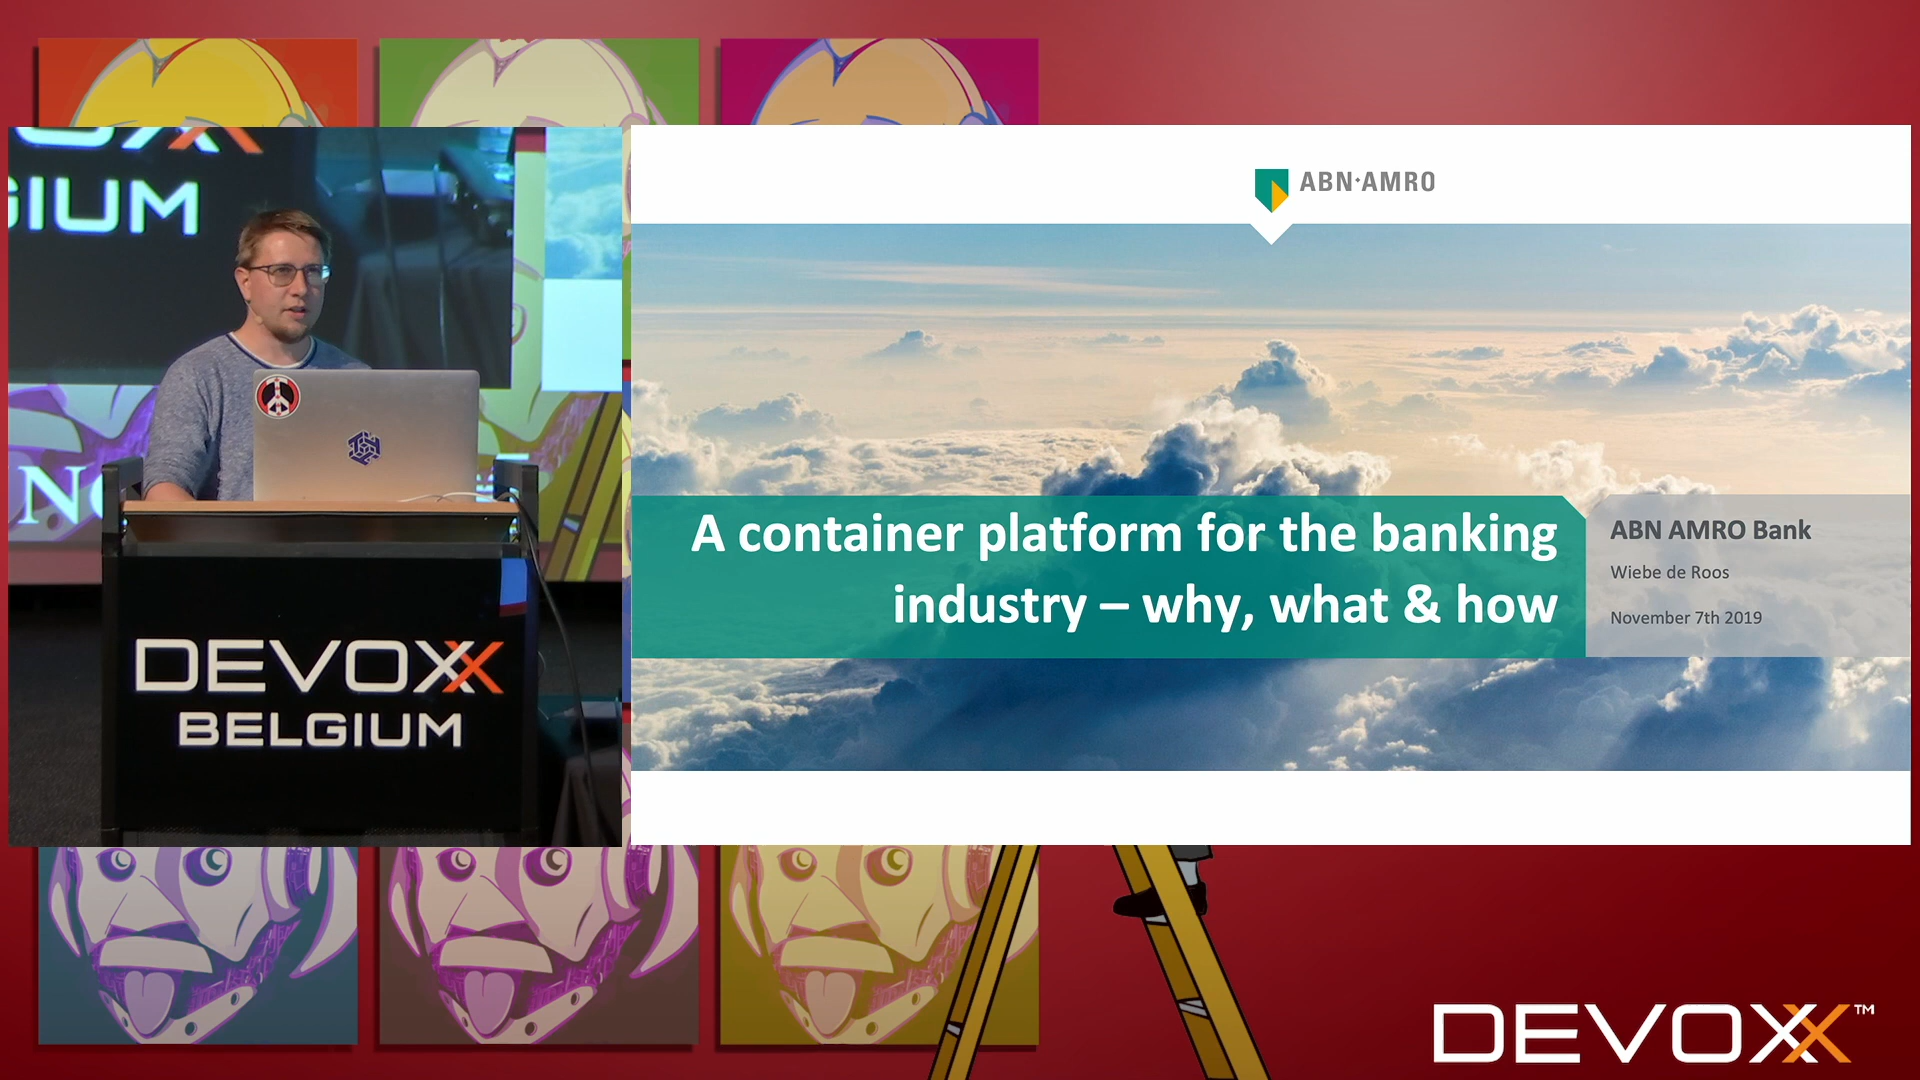 BELGIUM
DEVOXX
BELGIUM
ABN·AMRO
A container platform for the banking
industry – why, what & how
ABN AMRO Bank
Wiebe de Roos
November 7th 2019
DEVOXX™